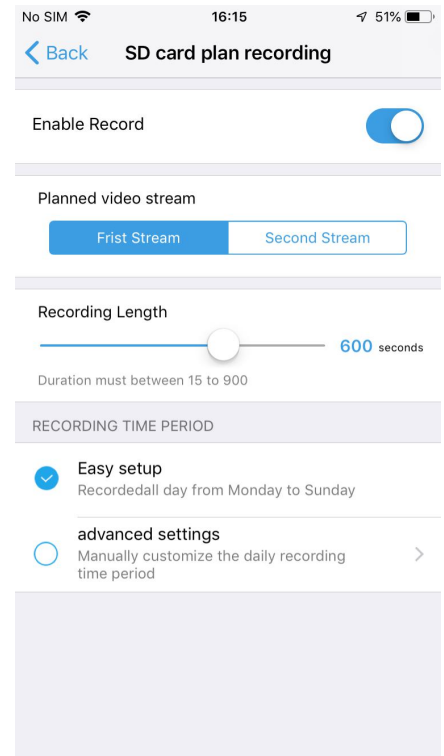 No SIM 16:15 51%
Back SD card plan recording
Enable Record
Planned video stream
Frist Stream Second Stream
Recording Length
600 seconds
Duration must between 15 to 900
RECORDING TIME PERIOD
Easy setup
Recordedall day from Monday to Sunday
advanced settings
Manually customize the daily recording
time period